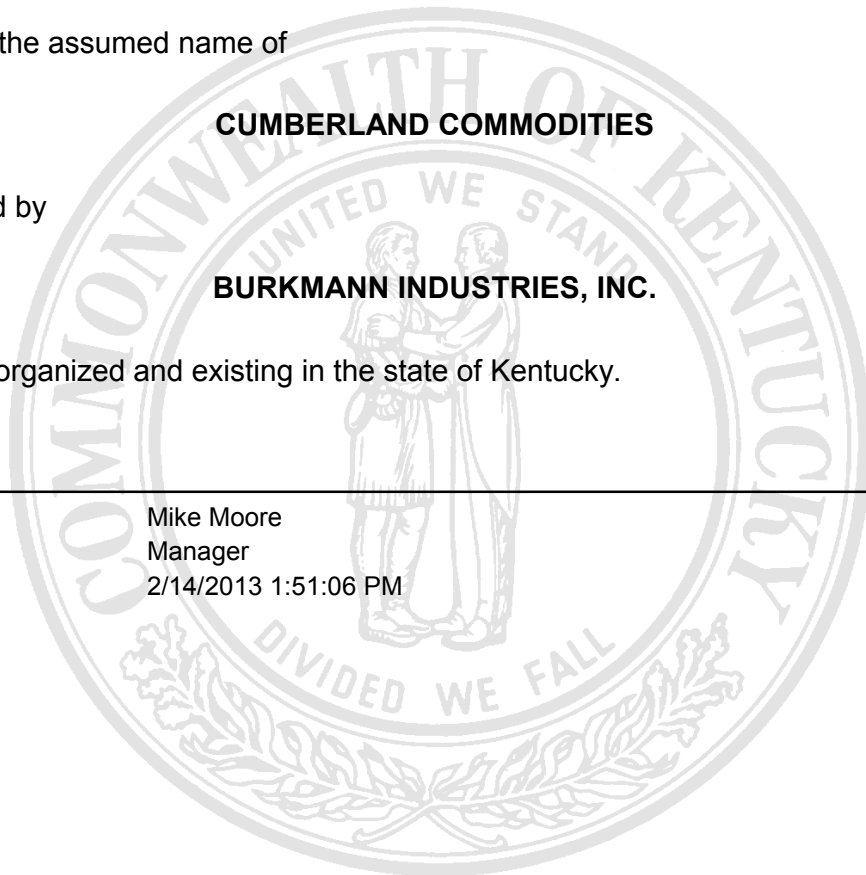 the assumed name of
CUMBERLAND COMMODITIES
d by
BURKMANN INDUSTRIES, INC.
organized and existing in the state of Kentucky.
Mike Moore
Manager
2/14/2013 1:51:06 PM
COMMONWEALTH OF KENTUCKY
UNITED WE STAND
DIVIDED WE FALL